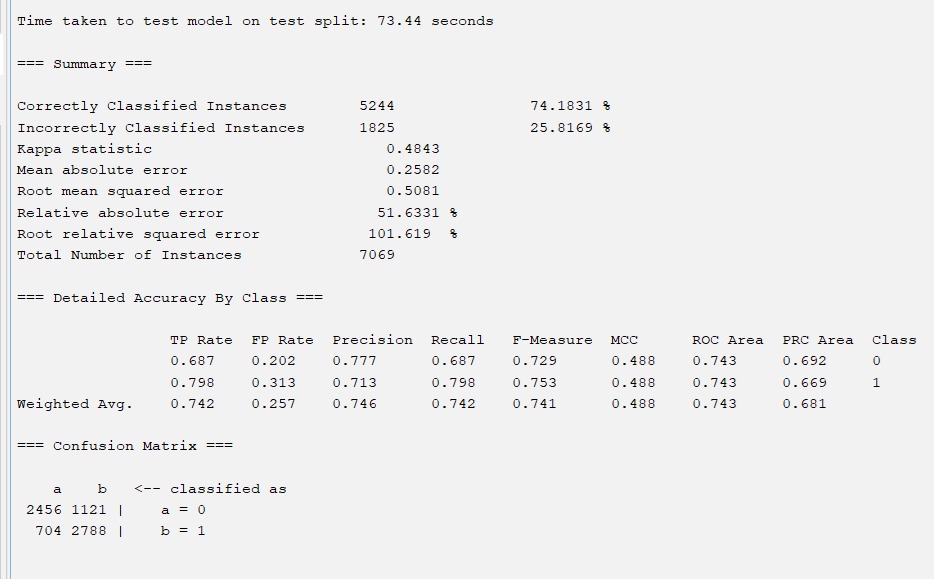 Time taken to test model on test split: 73.44 seconds
=== Summary ===
Correctly Classified Instances 5244 74.1831 %
Incorrectly Classified Instances 1825 25.8169 %
Kappa statistic 0.4843
Mean absolute error 0.2582
Root mean squared error 0.5081
Relative absolute error 51.6331 %
Root relative squared error 101.619 %
Total Number of Instances 7069
=== Detailed Accuracy By Class ===
TP Rate FP Rate Precision Recall F-Measure MCC ROC Area PRC Area Class
0.687 0.202 0.777 0.687 0.729 0.488 0.743 0.692 0
0.798 0.313 0.713 0.798 0.753 0.488 0.743 0.669 1
Weighted Avg. 0.742 0.257 0.746 0.742 0.741 0.488 0.743 0.681
=== Confusion Matrix ===
a b <-- classified as
2456 1121 | a = 0
704 2788 | b = 1